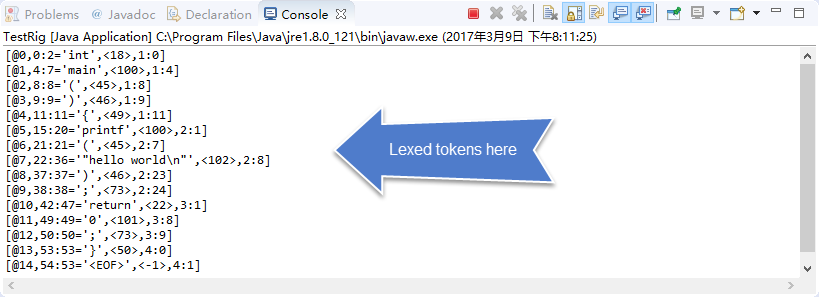 Problems @ Javadoc Declaration Console
TestRig [Java Application] C:\Program Files\Java\jre1.8.0_121\bin\javaw.exe (2017年3月9日 下午8:11:25)
[@0,0:2='int',<18>,1:0]
[@1,4:7='main',<100>,1:4]
[@2,8:8='(',<45>,1:8]
[@3,9:9=')',<46>,1:9]
[@4,11:11='{',<49>,1:11]
[@5,15:20='printf',<100>,2:1]
[@6,21:21='(',<45>,2:7]
[@7,22:36='"hello world\n"',<102>,2:8]
[@8,37:37=')',<46>,2:23]
[@9,38:38=';',<73>,2:24]
[@10,42:47='return',<22>,3:1]
[@11,49:49='0',<101>,3:8]
[@12,50:50=';',<73>,3:9]
[@13,53:53='}',<50>,4:0]
[@14,54:53='<EOF>',<-1>,4:1]
Lexed tokens here